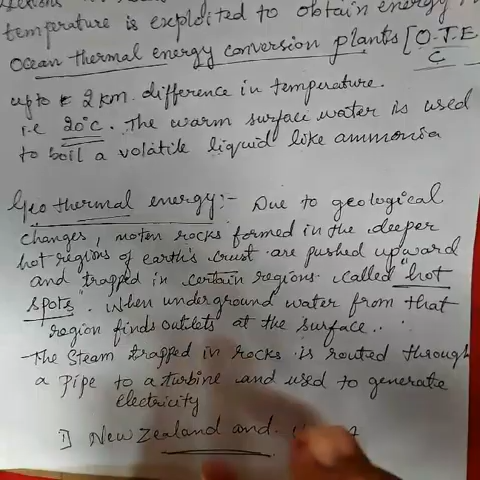 temperature is exploited to obtain energy
Ocean thermal energy conversion plants [O.T.E
C
upto 2 km. difference in temperature.
i.e 20°C. The warm surface water is used
to boil a volatile liquid like ammonia
Geothermal energy:- Due to geological
changes, moten rocks formed in the deeper
hot regions of earth's crust are pushed upward
and trapped in certain regions called "hot
spots". When underground water from that
region finds outlets at the surface..
The Steam trapped in rocks is routed through
a pipe to a turbine and used to generate
electricity
1) New Zealand and